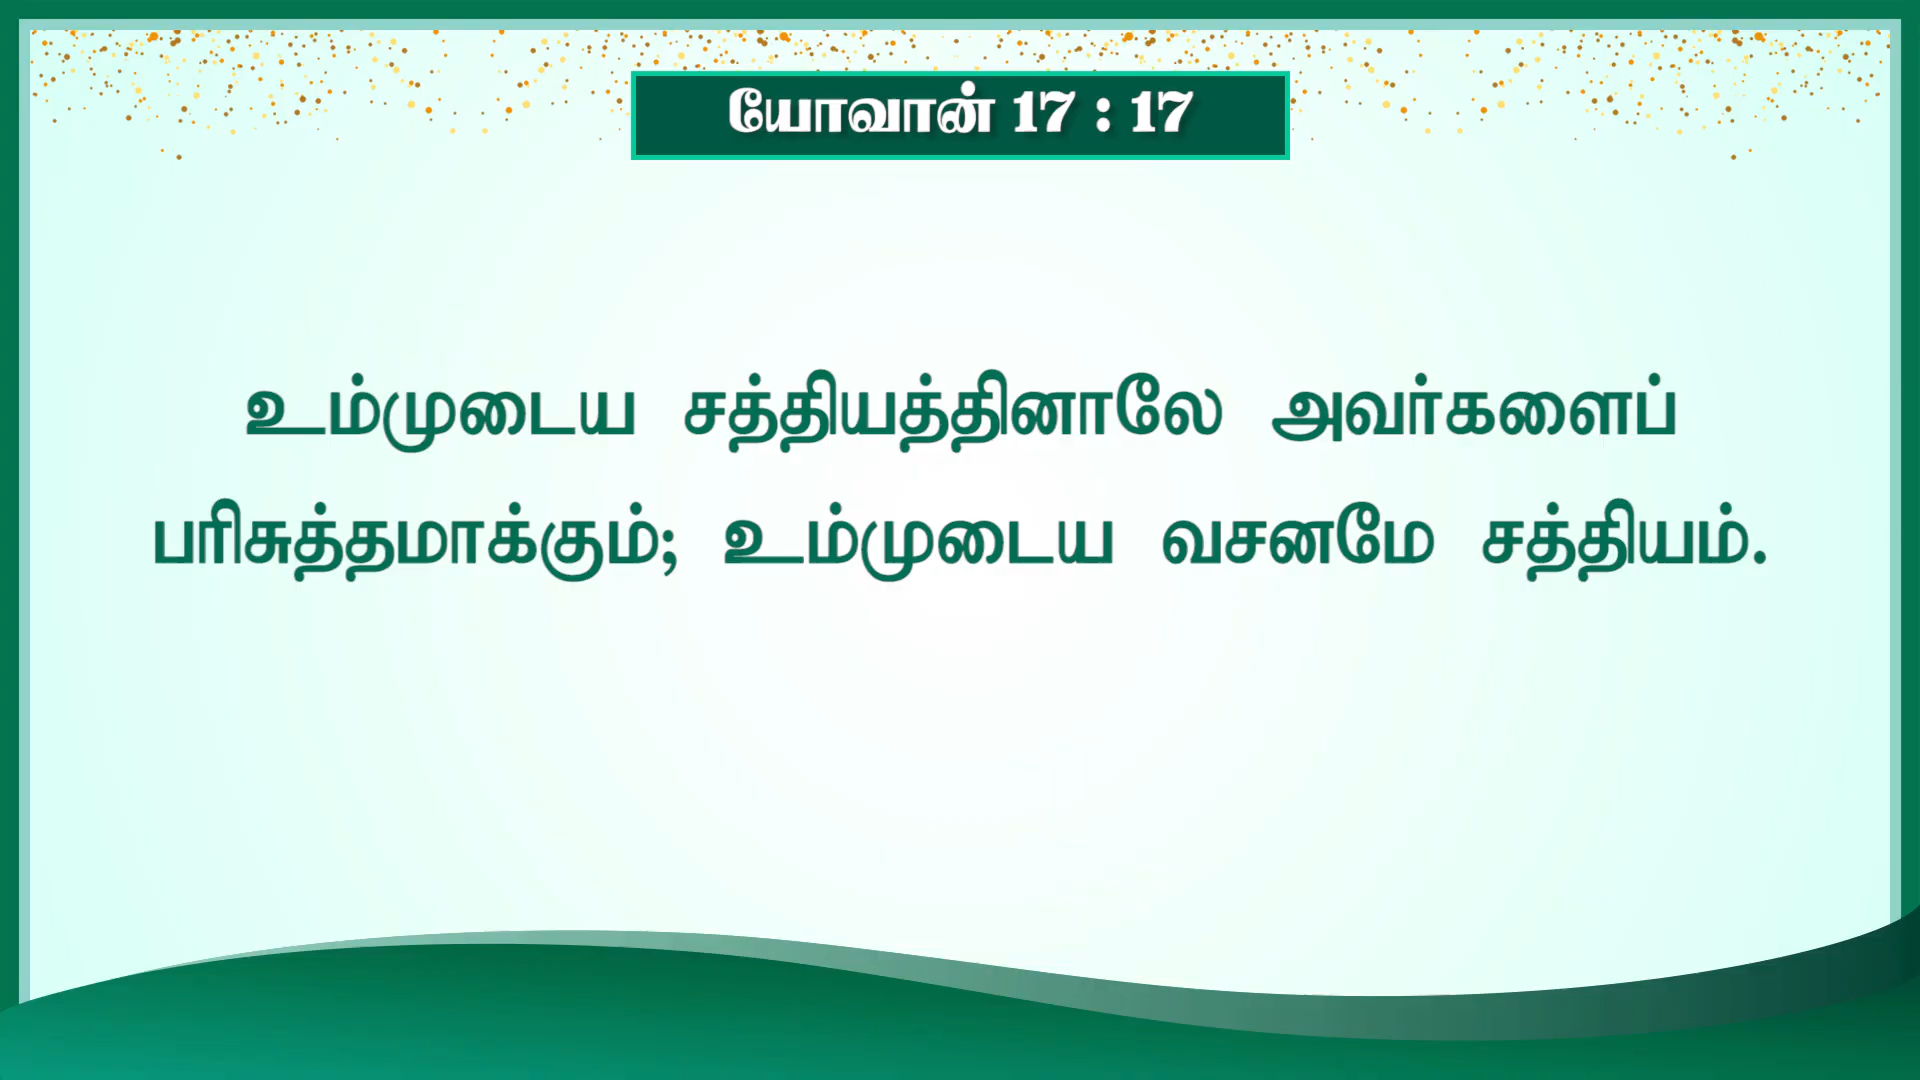 யோவான் 17 : 17
உம்முடைய சத்தியத்தினாலே அவர்களைப்
பரிசுத்தமாக்கும்; உம்முடைய வசனமே சத்தியம்.